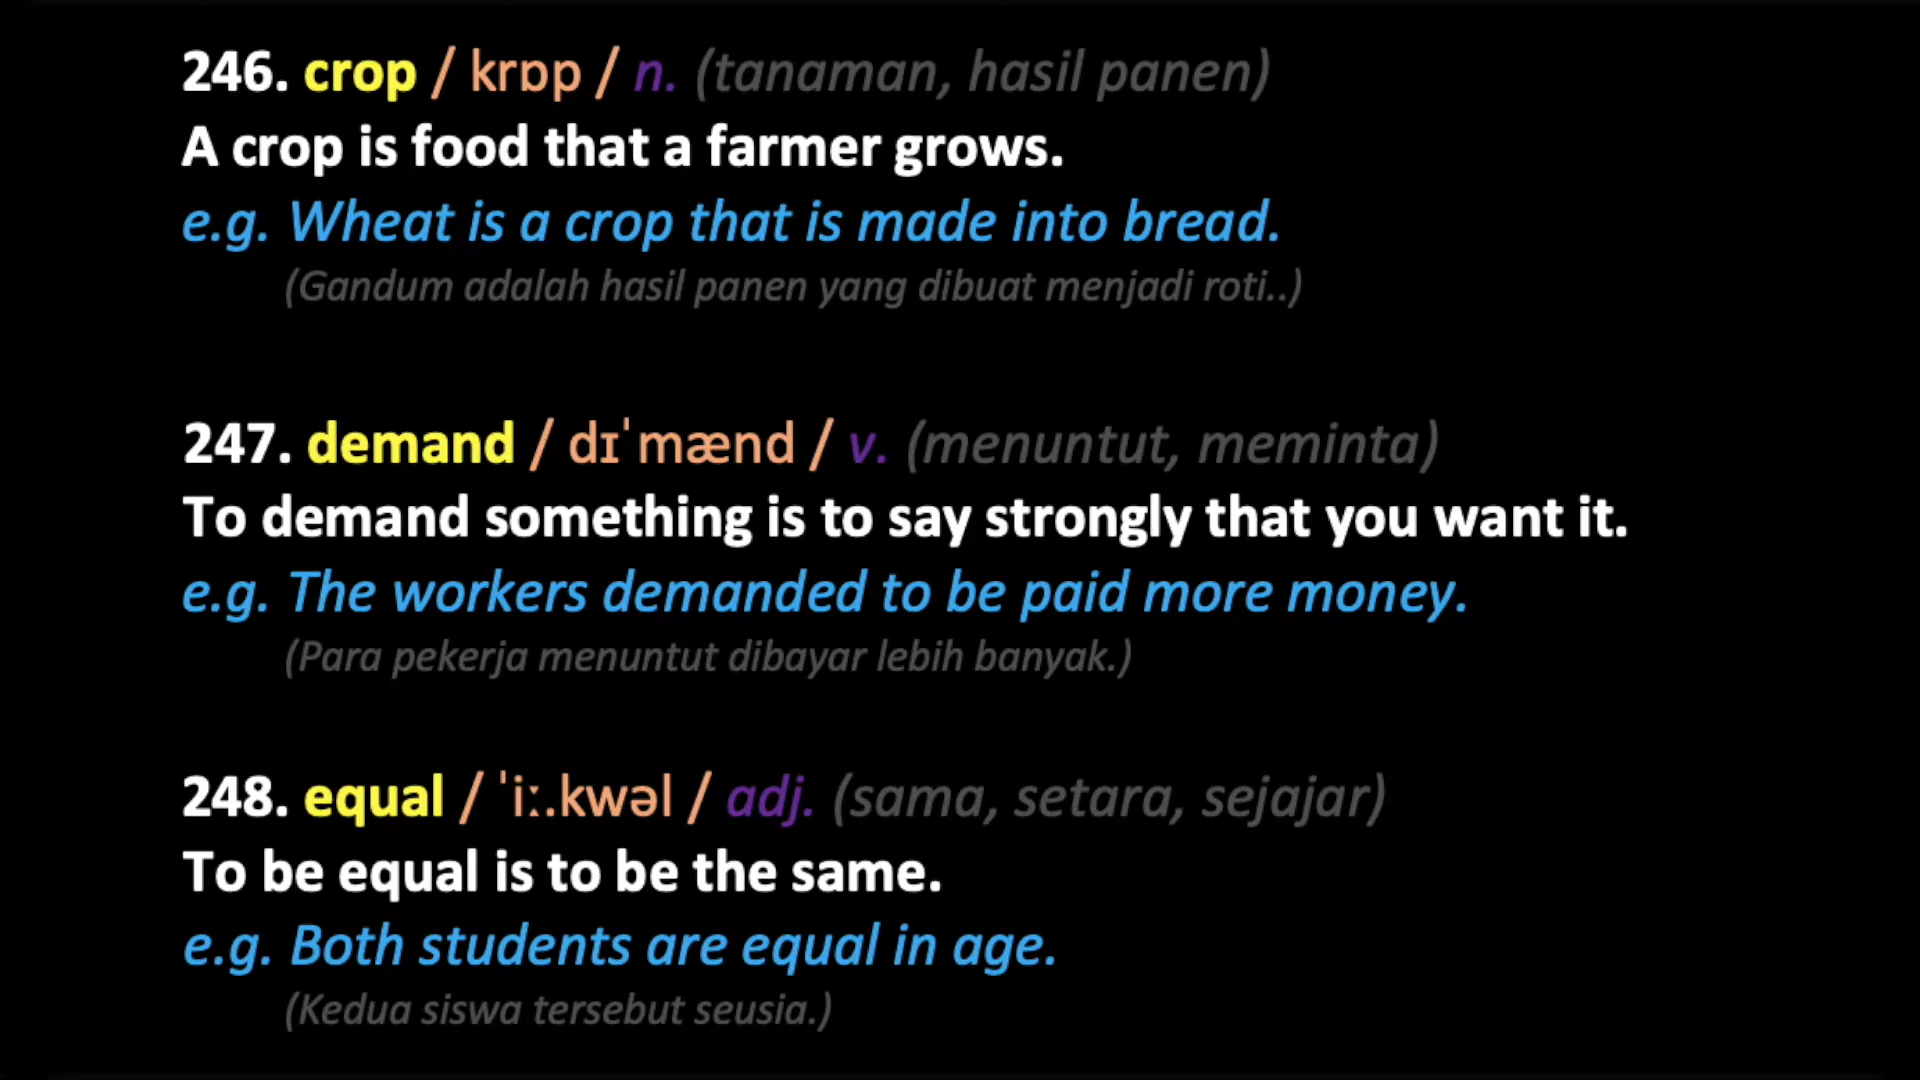 246. crop / krɒp / n. (tanaman, hasil panen)
A crop is food that a farmer grows.
e.g. Wheat is a crop that is made into bread.
(Gandum adalah hasil panen yang dibuat menjadi roti..)
247. demand / dɪˈmænd / v. (menuntut, meminta)
To demand something is to say strongly that you want it.
e.g. The workers demanded to be paid more money.
(Para pekerja menuntut dibayar lebih banyak.)
248. equal / ˈiː.kwəl / adj. (sama, setara, sejajar)
To be equal is to be the same.
e.g. Both students are equal in age.
(Kedua siswa tersebut seusia.)